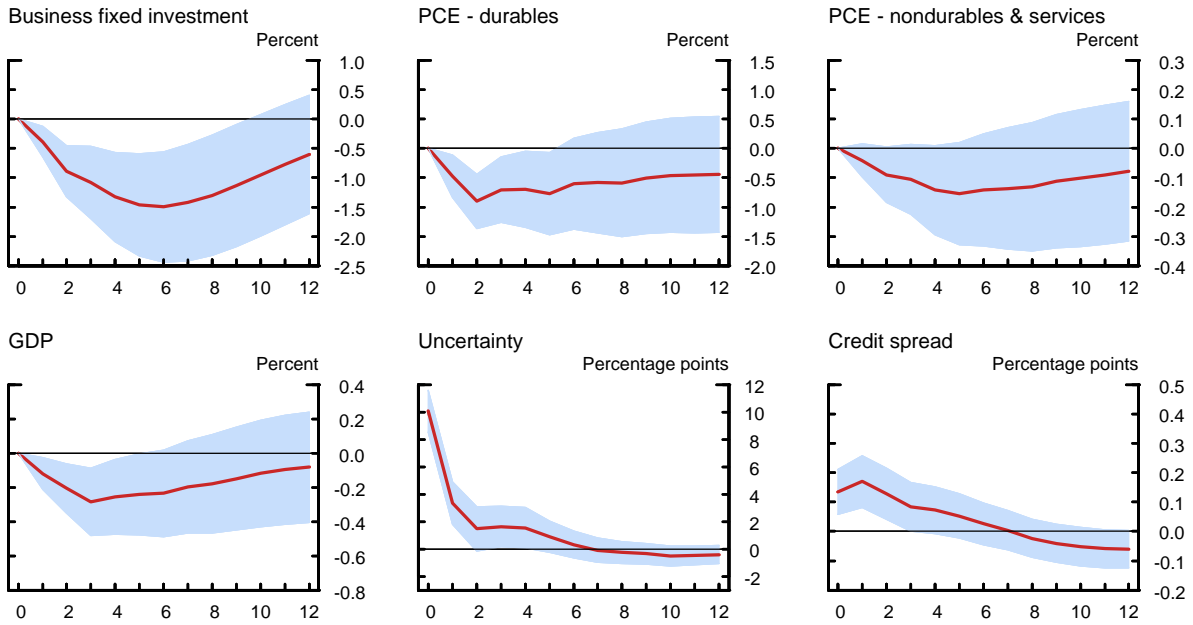 Business fixed investment
Percent
1.0
0.5
0.0
-0.5
-1.0
-1.5
-2.0
-2.5
0 2 4 6 8 10 12
PCE - durables
Percent
1.5
1.0
0.5
0.0
-0.5
-1.0
-1.5
-2.0
0 2 4 6 8 10 12
PCE - nondurables & services
Percent
0.3
0.2
0.1
0.0
-0.1
-0.2
-0.3
-0.4
0 2 4 6 8 10 12
GDP
Percent
0.4
0.2
0.0
-0.2
-0.4
-0.6
-0.8
0 2 4 6 8 10 12
Uncertainty
Percentage points
12
10
8
6
4
2
0
-2
0 2 4 6 8 10 12
Credit spread
Percentage points
0.5
0.4
0.3
0.2
0.1
0.0
-0.1
-0.2
0 2 4 6 8 10 12